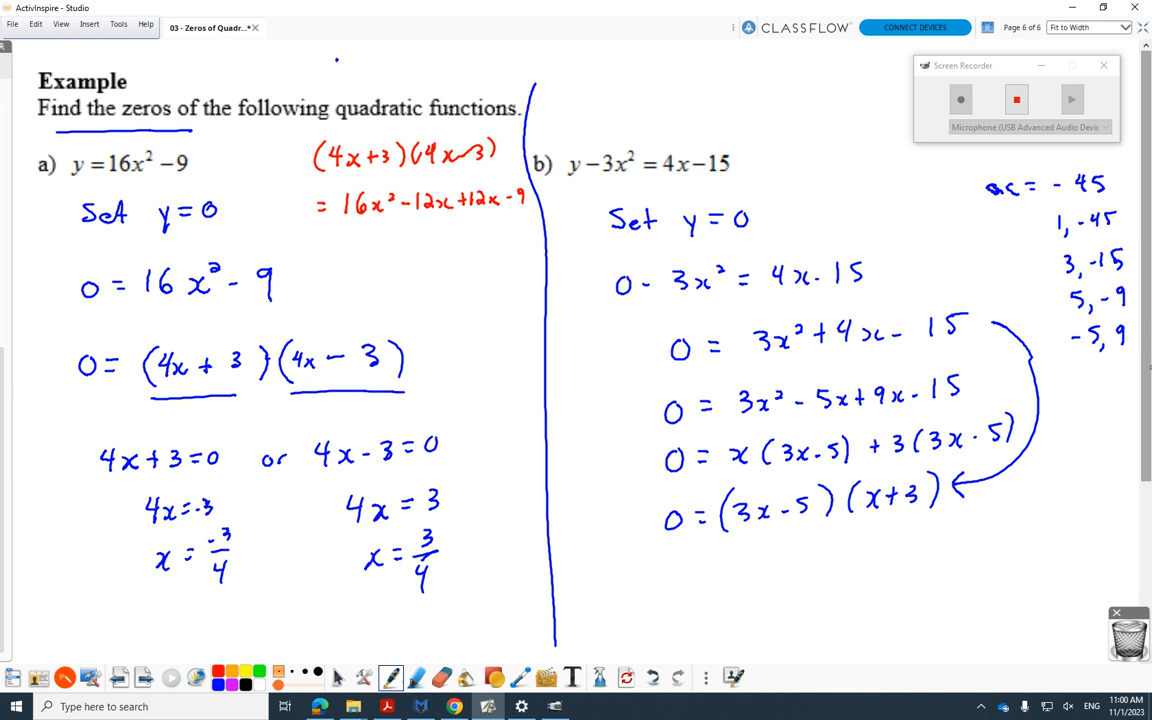 ActivInspire - Studio
File Edit View Insert Tools Help
03 - Zeros of Quadr...*
CLASSFLOW
CONNECT DEVICES
Page 6 of 6
Fit to Width
Screen Recorder
Microphone (USB Advanced Audio Devic
Example
Find the zeros of the following quadratic functions.
a) y = 16x² − 9
(4x+3)(4x-3)
= 16x² -12x+12x-9
Set y = 0
0 = 16x² - 9
0 = (4x + 3)(4x - 3)
4x+3=0 or 4x-3=0
4x=-3
4x = 3
x = -3/4
x = 3/4
b) y − 3x² = 4x − 15
Set y = 0
0 - 3x² = 4x - 15
0 = 3x² + 4x - 15
0 = 3x² - 5x + 9x - 15
0 = x(3x-5) + 3(3x-5)
0 = (3x-5)(x+3)
ac = -45
1, -45
3, -15
5, -9
-5, 9
Type here to search
ENG
11:00 AM
11/1/2023